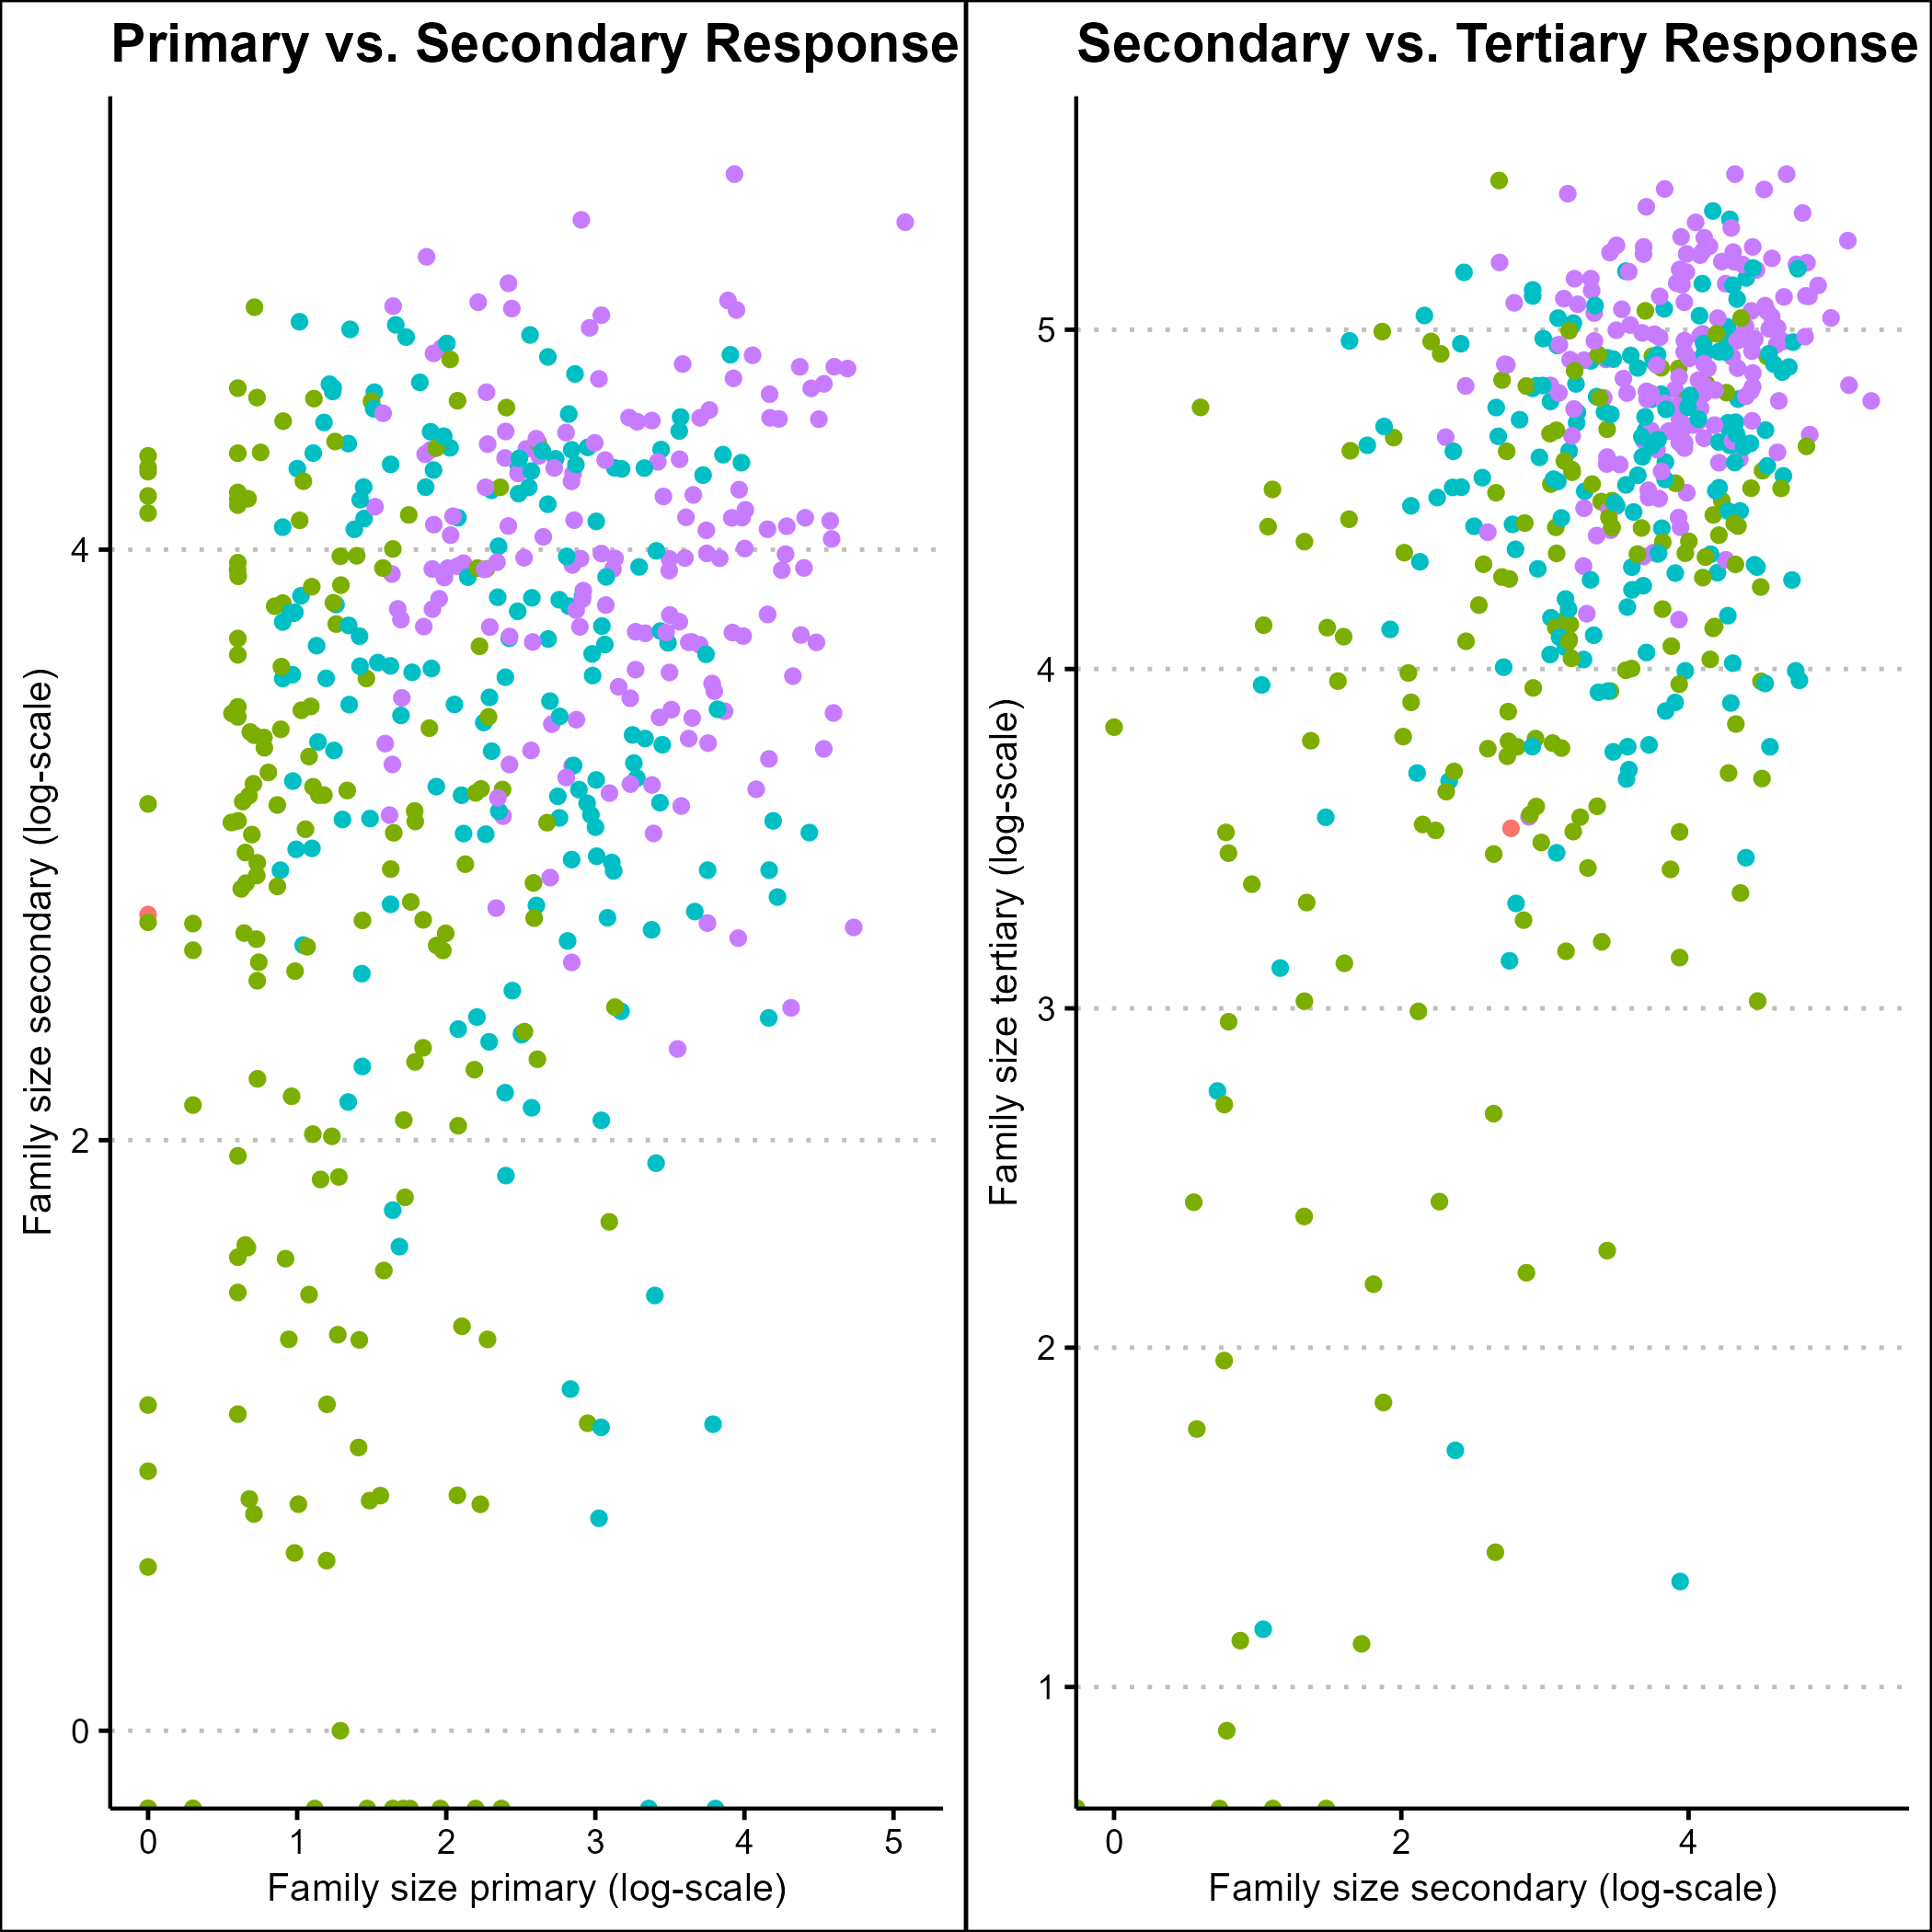 Primary vs. Secondary Response
Family size secondary (log-scale)
4
2
0
0 1 2 3 4 5
Family size primary (log-scale)
Secondary vs. Tertiary Response
Family size tertiary (log-scale)
5
4
3
2
1
0 2 4
Family size secondary (log-scale)